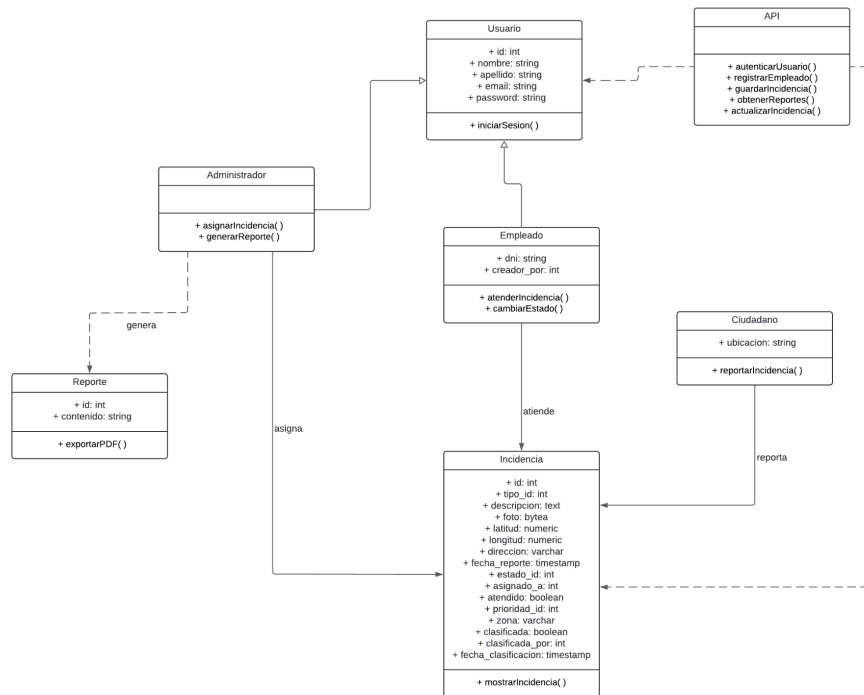 Usuario
+ id: int
+ nombre: string
+ apellido: string
+ email: string
+ password: string
+ iniciarSesion( )
API
+ autenticarUsuario( )
+ registrarEmpleado( )
+ guardarIncidencia( )
+ obtenerReportes( )
+ actualizarIncidencia( )
Administrador
+ asignarIncidencia( )
+ generarReporte( )
Empleado
+ dni: string
+ creador_por: int
+ atenderIncidencia( )
+ cambiarEstado( )
Ciudadano
+ ubicacion: string
+ reportarIncidencia( )
genera
Reporte
+ id: int
+ contenido: string
+ exportarPDF( )
asigna
atiende
reporta
Incidencia
+ id: int
+ tipo_id: int
+ descripcion: text
+ foto: bytea
+ latitud: numeric
+ longitud: numeric
+ direccion: varchar
+ fecha_reporte: timestamp
+ estado_id: int
+ asignado_a: int
+ atendido: boolean
+ prioridad_id: int
+ zona: varchar
+ clasificada: boolean
+ clasificada_por: int
+ fecha_clasificacion: timestamp
+ mostrarIncidencia( )